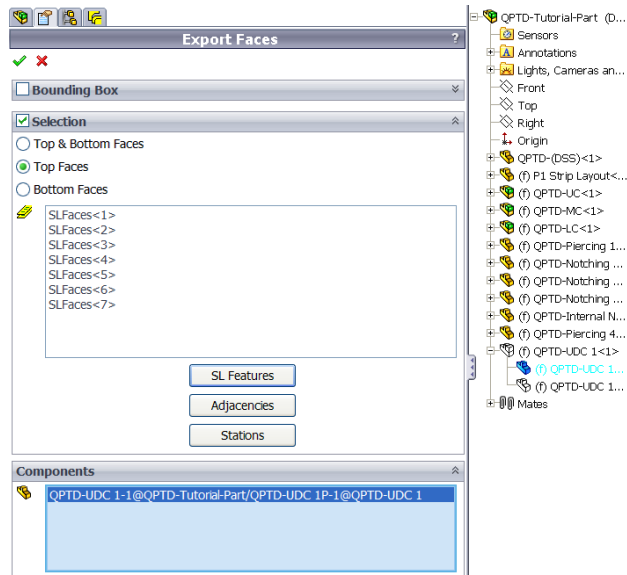 Export Faces
?
Bounding Box
Selection
Top & Bottom Faces
Top Faces
Bottom Faces
SLFaces<1>
SLFaces<2>
SLFaces<3>
SLFaces<4>
SLFaces<5>
SLFaces<6>
SLFaces<7>
SL Features
Adjacencies
Stations
Components
QPTD-UDC 1-1@QPTD-Tutorial-Part/QPTD-UDC 1P-1@QPTD-UDC 1
QPTD-Tutorial-Part (D...
Sensors
A Annotations
Lights, Cameras an...
Front
Top
Right
Origin
QPTD-(DSS)<1>
(f) P1 Strip Layout<...
(f) QPTD-UC<1>
(f) QPTD-MC<1>
(f) QPTD-LC<1>
(f) QPTD-Piercing 1...
(f) QPTD-Notching ...
(f) QPTD-Notching ...
(f) QPTD-Notching ...
(f) QPTD-Internal N...
(f) QPTD-Piercing 4...
(f) QPTD-UDC 1<1>
(f) QPTD-UDC 1...
(f) QPTD-UDC 1...
Mates